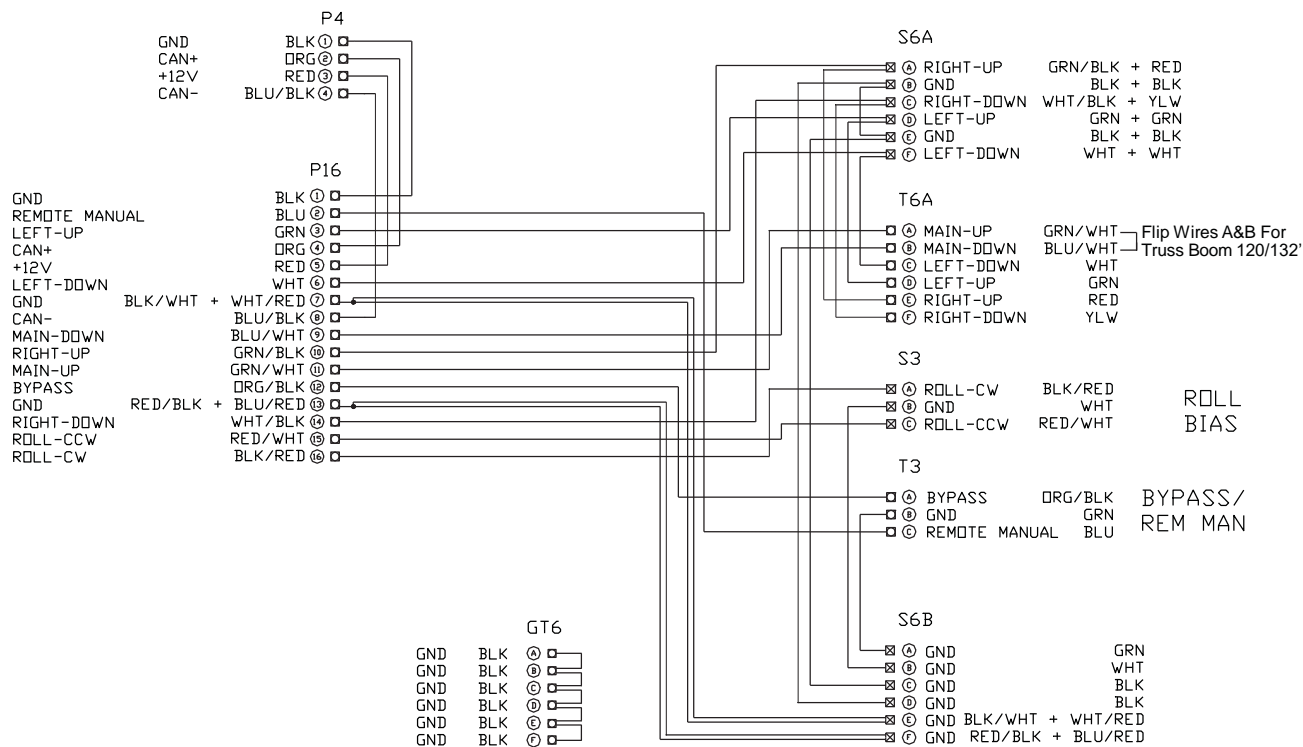 P4
GND BLK 1
CAN+ ORG 2
+12V RED 3
CAN- BLU/BLK 4
P16
GND BLK 1
REMOTE MANUAL BLU 2
LEFT-UP GRN 3
CAN+ ORG 4
+12V RED 5
LEFT-DOWN WHT 6
GND BLK/WHT + WHT/RED 7
CAN- BLU/BLK 8
MAIN-DOWN BLU/WHT 9
RIGHT-UP GRN/BLK 10
MAIN-UP GRN/WHT 11
BYPASS ORG/BLK 12
GND RED/BLK + BLU/RED 13
RIGHT-DOWN WHT/BLK 14
ROLL-CCW RED/WHT 15
ROLL-CW BLK/RED 16
GT6
GND BLK A
GND BLK B
GND BLK C
GND BLK D
GND BLK E
GND BLK F
S6A
A RIGHT-UP GRN/BLK + RED
B GND BLK + BLK
C RIGHT-DOWN WHT/BLK + YLW
D LEFT-UP GRN + GRN
E GND BLK + BLK
F LEFT-DOWN WHT + WHT
T6A
A MAIN-UP GRN/WHT
B MAIN-DOWN BLU/WHT
Flip Wires A&B For
Truss Boom 120/132'
C LEFT-DOWN WHT
D LEFT-UP GRN
E RIGHT-UP RED
F RIGHT-DOWN YLW
S3
A ROLL-CW BLK/RED
B GND WHT
C ROLL-CCW RED/WHT
ROLL
BIAS
T3
A BYPASS ORG/BLK
B GND GRN
C REMOTE MANUAL BLU
BYPASS/
REM MAN
S6B
A GND GRN
B GND WHT
C GND BLK
D GND BLK
E GND BLK/WHT + WHT/RED
F GND RED/BLK + BLU/RED